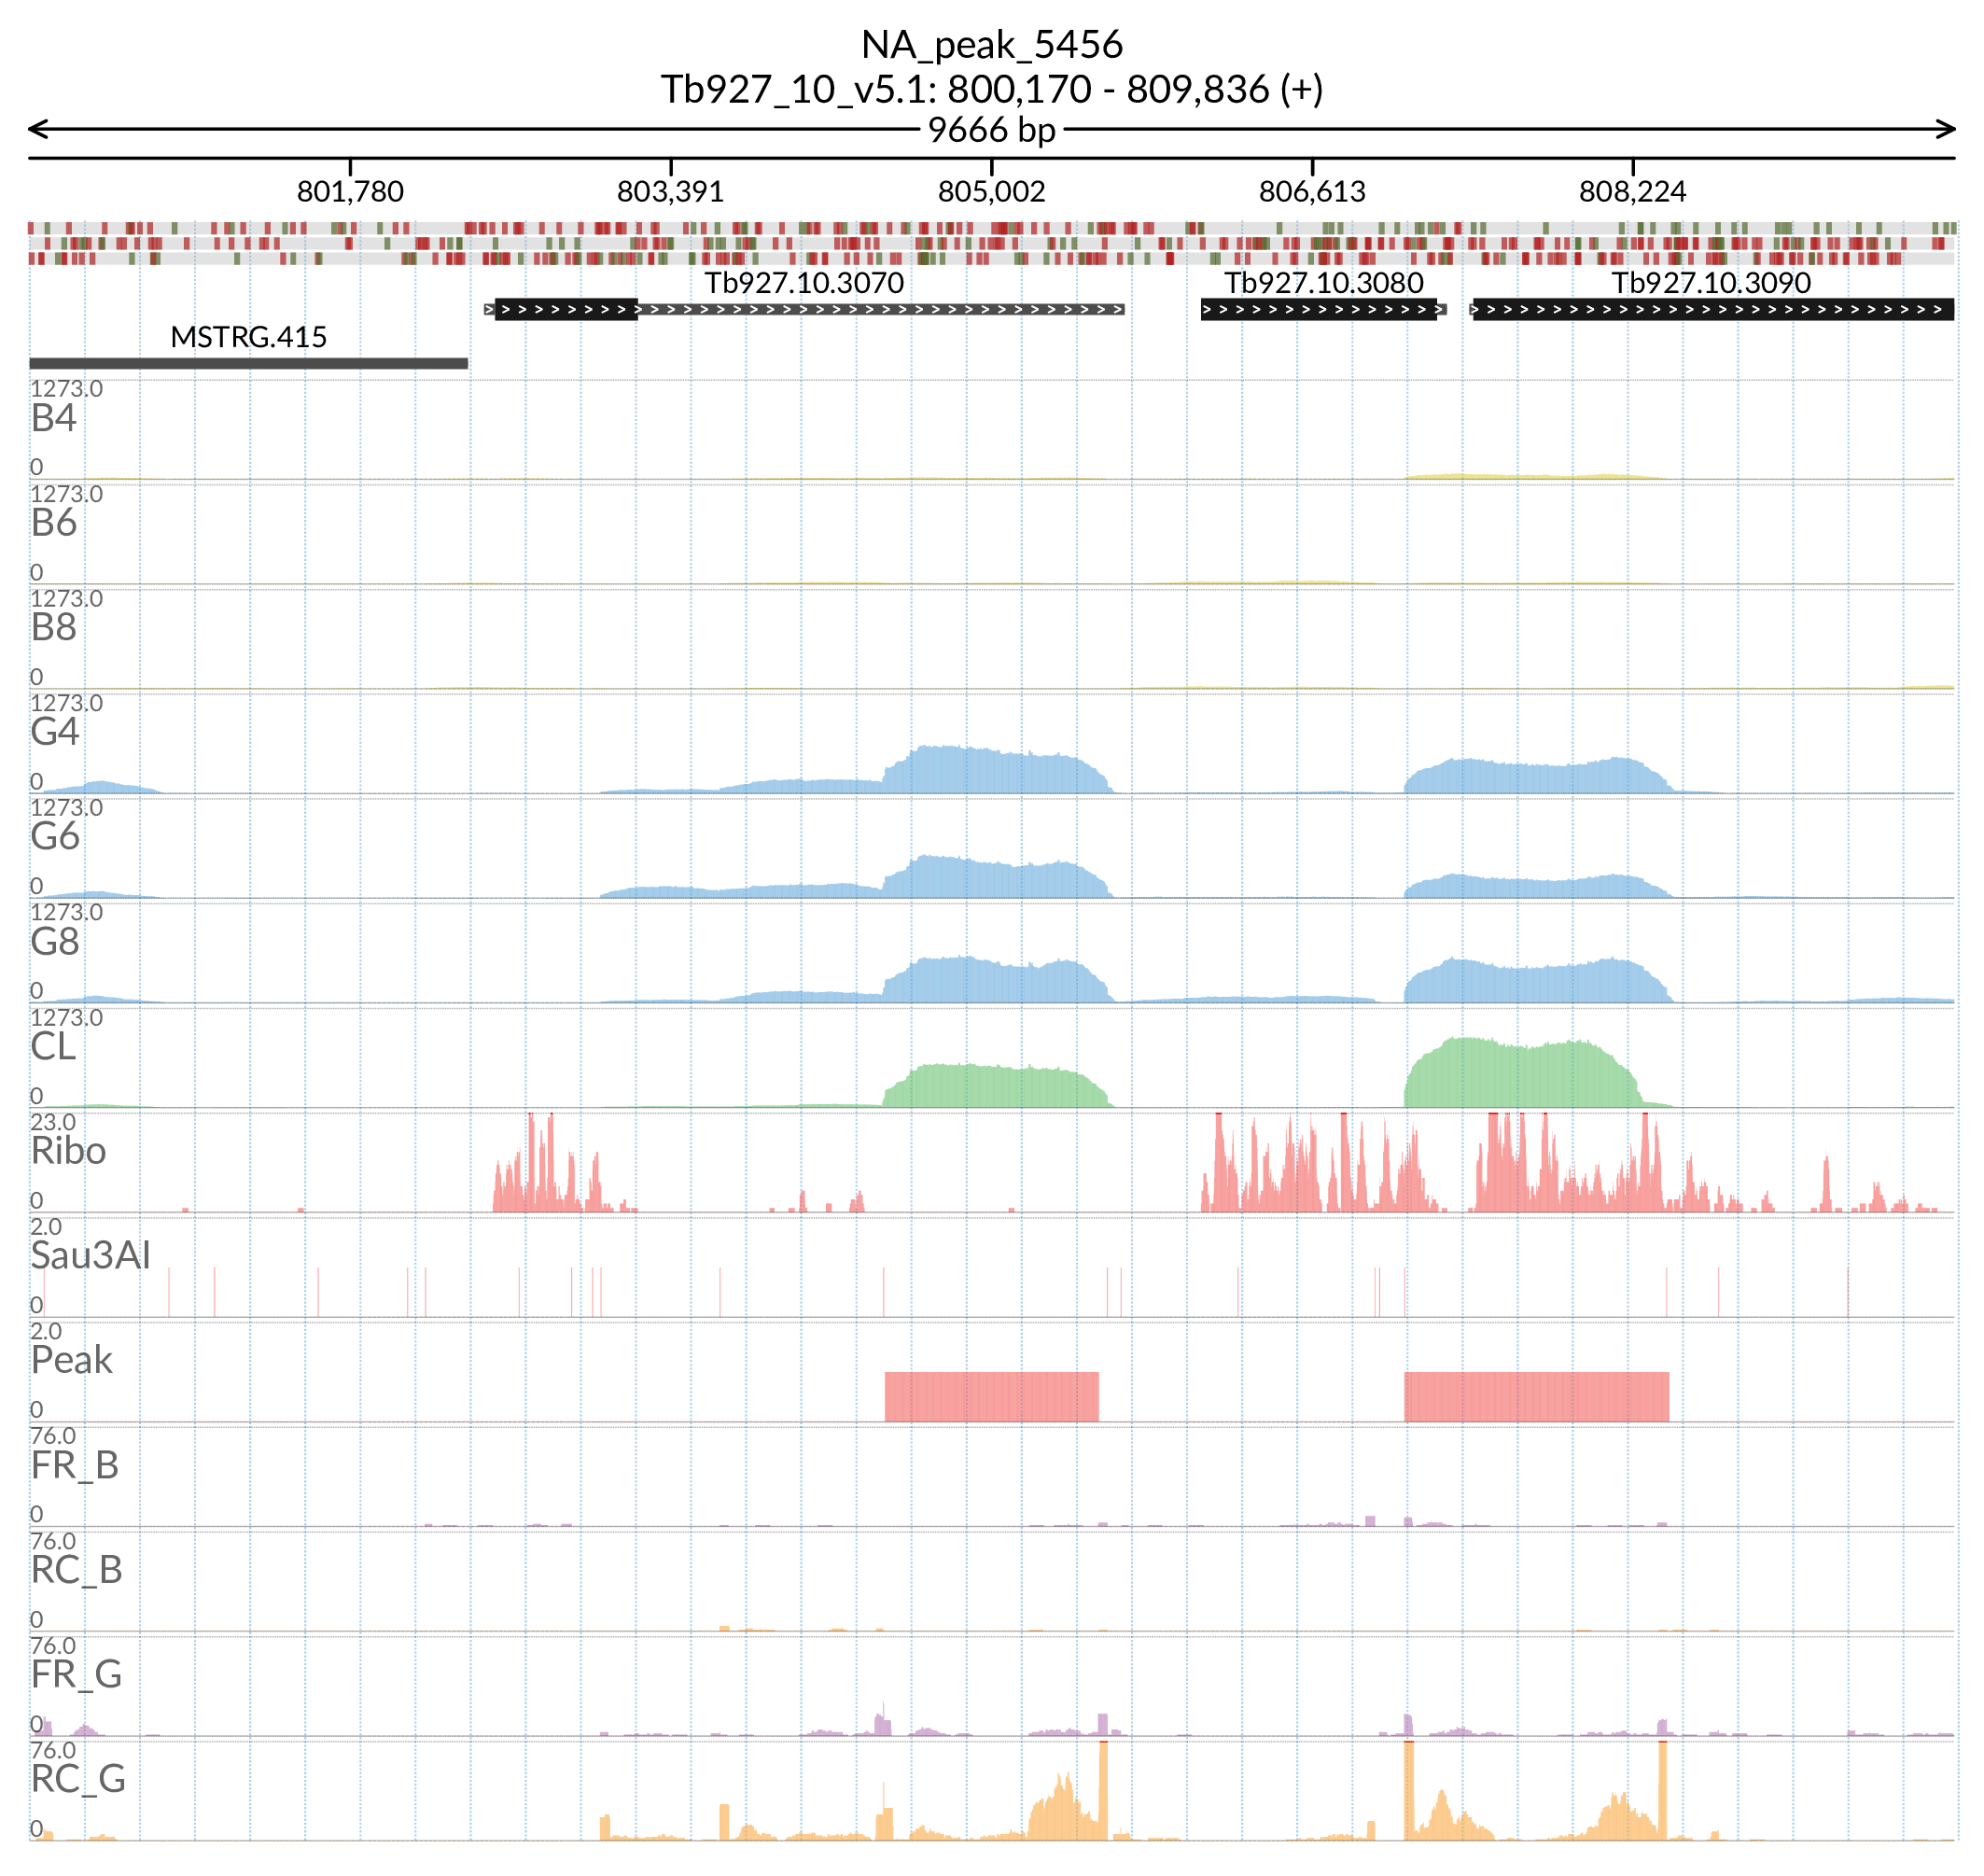 NA_peak_5456
Tb927_10_v5.1: 800,170 - 809,836 (+)
9666 bp
801,780 803,391 805,002 806,613 808,224
Tb927.10.3070 Tb927.10.3080 Tb927.10.3090
MSTRG.415
1273.0
B4
0
1273.0
B6
0
1273.0
B8
0
1273.0
G4
0
1273.0
G6
0
1273.0
G8
0
1273.0
CL
0
23.0
Ribo
0
2.0
Sau3AI
0
2.0
Peak
0
76.0
FR_B
0
76.0
RC_B
0
76.0
FR_G
0
76.0
RC_G
0